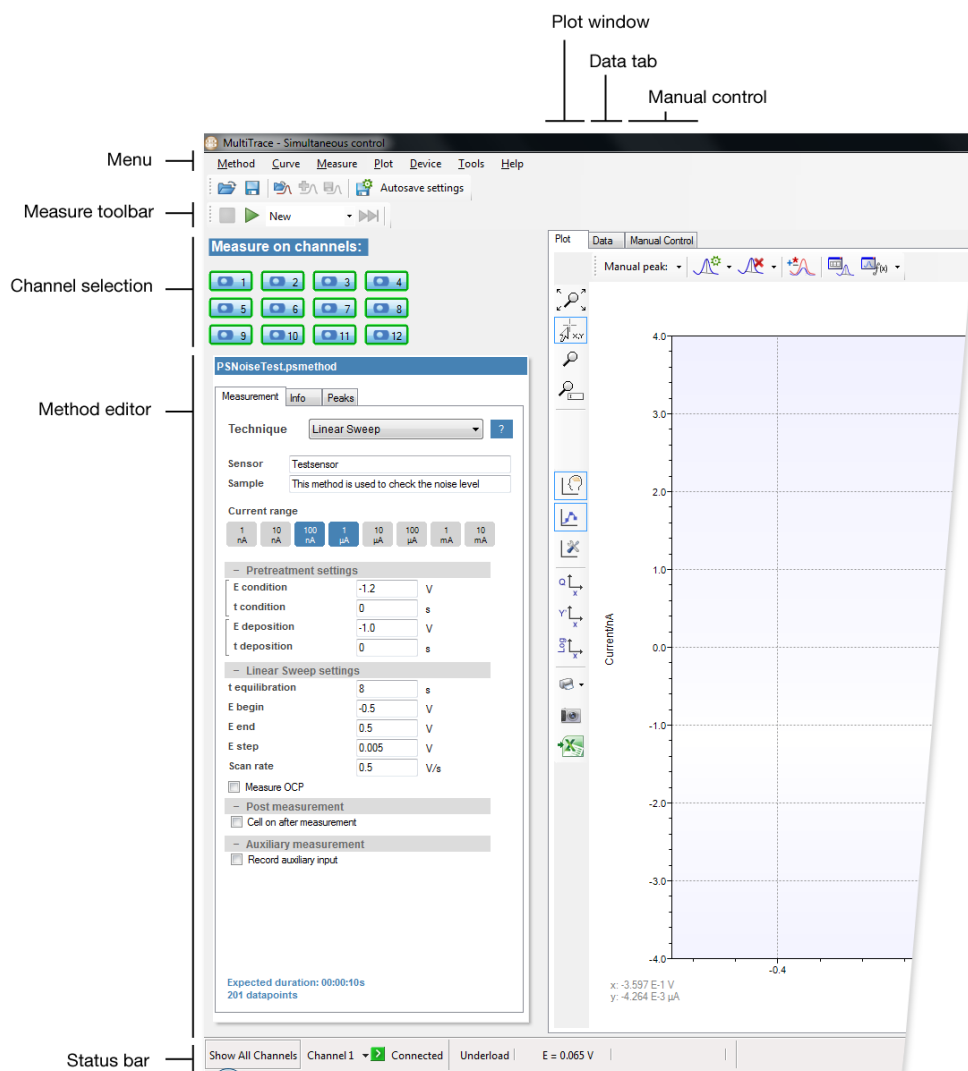 Plot window
Data tab
Manual control
MultiTrace - Simultaneous control
Menu
Method Curve Measure Plot Device Tools Help
Autosave settings
Measure toolbar
New
Measure on channels:
Plot Data Manual Control
Manual peak:
f(x)
Channel selection
1 2 3 4
5 6 7 8
9 10 11 12
X,Y
PSNoiseTest.psmethod
Method editor
Measurement Info Peaks
Technique Linear Sweep ?
Sensor Testsensor
Sample This method is used to check the noise level
Current range
1 nA 10 nA 100 nA 1 µA 10 µA 100 µA 1 mA 10 mA
− Pretreatment settings
E condition -1.2 V
t condition 0 s
E deposition -1.0 V
t deposition 0 s
− Linear Sweep settings
t equilibration 8 s
E begin -0.5 V
E end 0.5 V
E step 0.005 V
Scan rate 0.5 V/s
Measure OCP
− Post measurement
Cell on after measurement
− Auxiliary measurement
Record auxiliary input
Expected duration: 00:00:10s
201 datapoints
Q x
Y' x
Log x
Current/nA
4.0
3.0
2.0
1.0
0.0
-1.0
-2.0
-3.0
-4.0
-0.4
x: -3.597 E-1 V
y: -4.264 E-3 µA
Status bar
Show All Channels Channel 1 Connected Underload E = 0.065 V